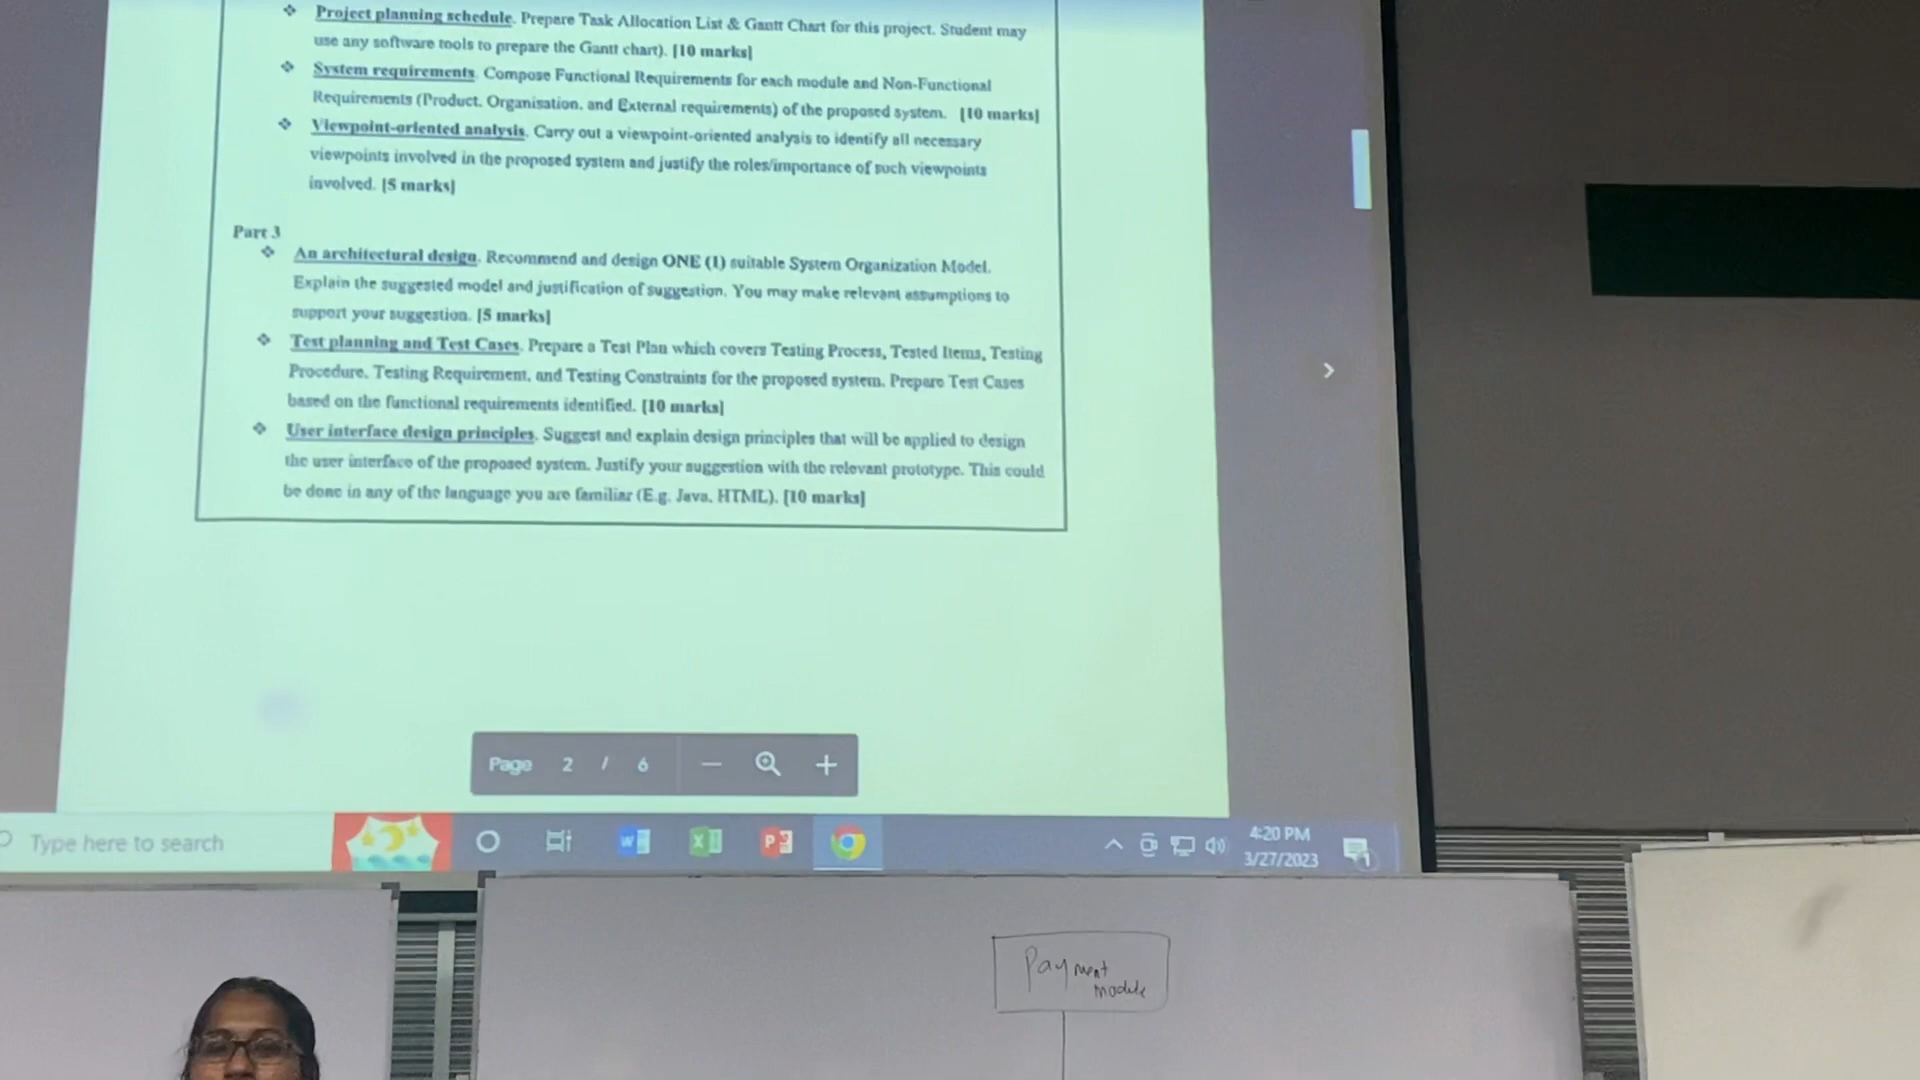 ❖ Project planning schedule. Prepare Task Allocation List & Gantt Chart for this project. Student may
use any software tools to prepare the Gantt chart). [10 marks]
❖ System requirements. Compose Functional Requirements for each module and Non-Functional
Requirements (Product, Organisation, and External requirements) of the proposed system. [10 marks]
❖ Viewpoint-oriented analysis. Carry out a viewpoint-oriented analysis to identify all necessary
viewpoints involved in the proposed system and justify the roles/importance of such viewpoints
involved. [5 marks]
Part 3
❖ An architectural design. Recommend and design ONE (1) suitable System Organization Model.
Explain the suggested model and justification of suggestion. You may make relevant assumptions to
support your suggestion. [5 marks]
❖ Test planning and Test Cases. Prepare a Test Plan which covers Testing Process, Tested Items, Testing
Procedure, Testing Requirement, and Testing Constraints for the proposed system. Prepare Test Cases
based on the functional requirements identified. [10 marks]
❖ User interface design principles. Suggest and explain design principles that will be applied to design
the user interface of the proposed system. Justify your suggestion with the relevant prototype. This could
be done in any of the language you are familiar (E.g. Java, HTML). [10 marks]
Page 2 / 6
Type here to search
4:20 PM
3/27/2023
1
Payment
Module